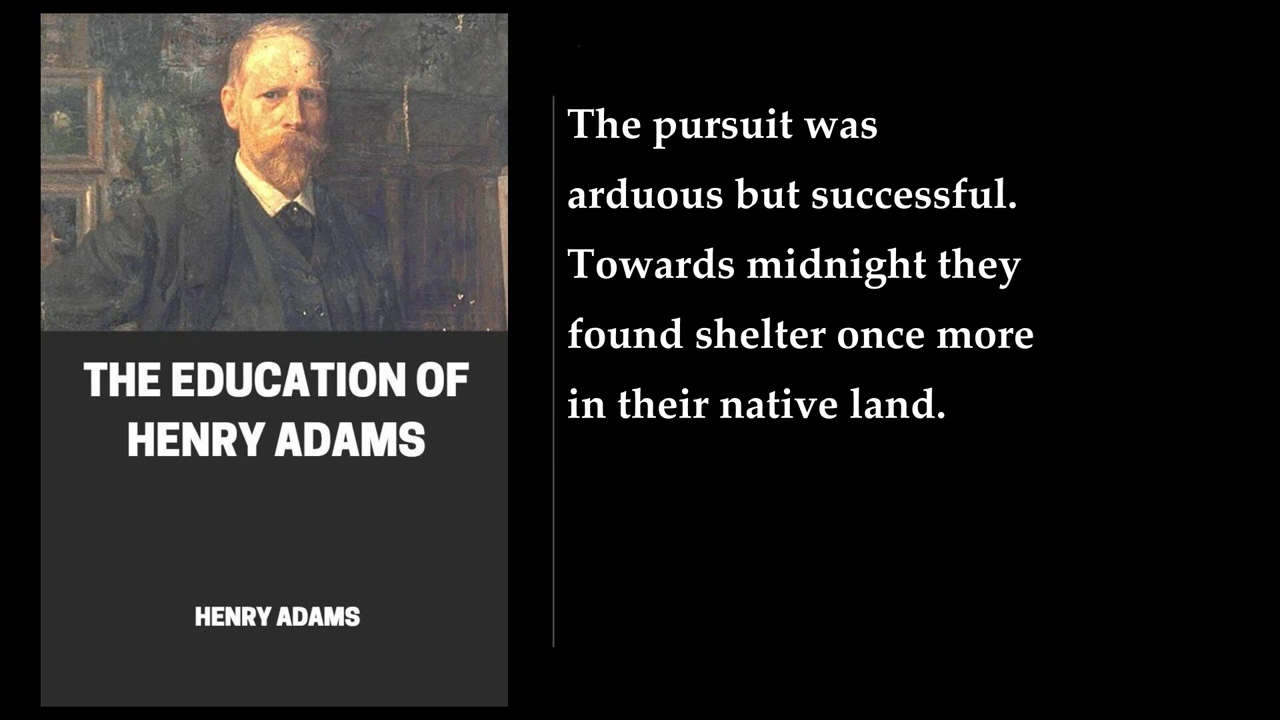 THE EDUCATION OF
HENRY ADAMS
HENRY ADAMS
The pursuit was
arduous but successful.
Towards midnight they
found shelter once more
in their native land.